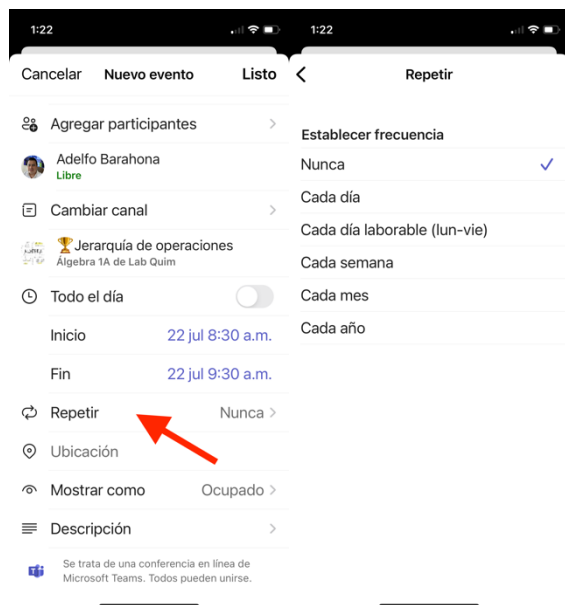 1:22
Cancelar Nuevo evento Listo
Agregar participantes
Adelfo Barahona
Libre
Cambiar canal
🏆Jerarquía de operaciones
Álgebra 1A de Lab Quim
Todo el día
Inicio 22 jul 8:30 a.m.
Fin 22 jul 9:30 a.m.
Repetir Nunca
Ubicación
Mostrar como Ocupado
Descripción
Se trata de una conferencia en línea de
Microsoft Teams. Todos pueden unirse.
1:22
Repetir
Establecer frecuencia
Nunca
Cada día
Cada día laborable (lun-vie)
Cada semana
Cada mes
Cada año